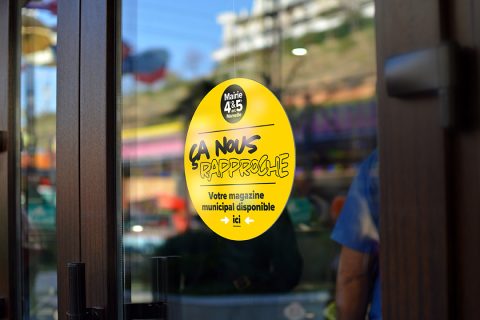 Mairie
4&5
Marseille
ÇA NOUS
RAPPROCHE
Votre magazine
municipal disponible
ici